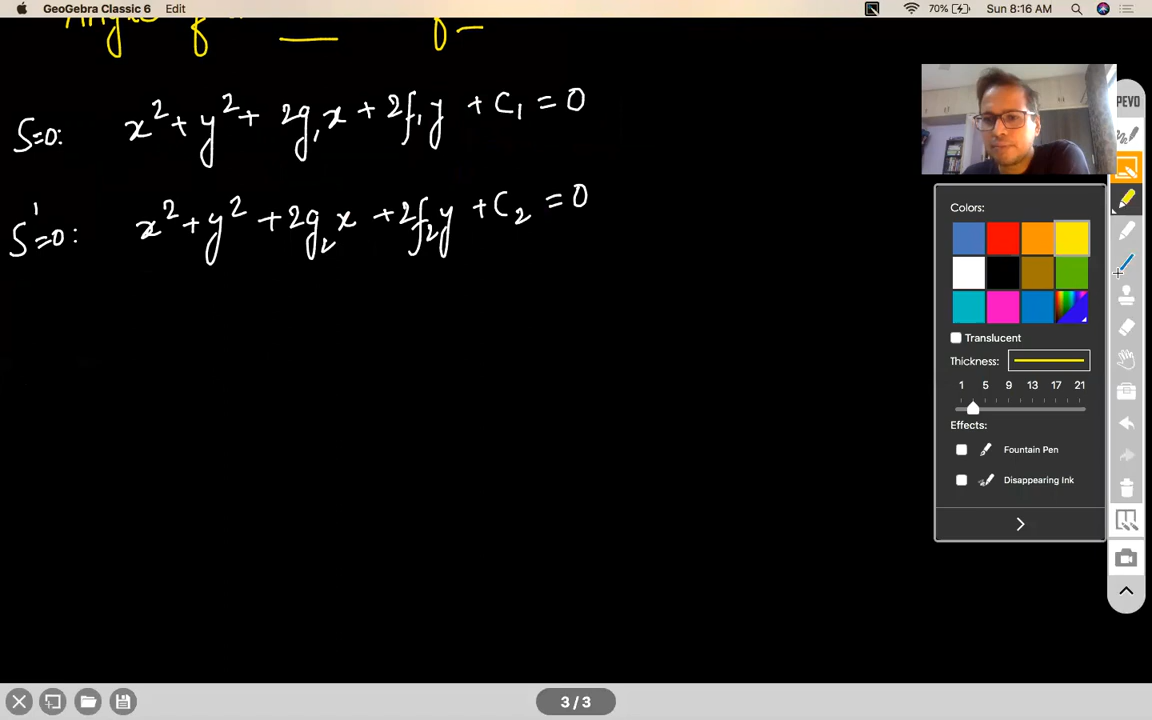 GeoGebra Classic 6 Edit 70% Sun 8:16 AM
S=0: x²+y²+2g₁x+2f₁y+C₁=0
S'=0: x²+y²+2g₂x+2f₂y+C₂=0
EPVO
Colors:
Translucent
Thickness:
1 5 9 13 17 21
Effects:
Fountain Pen
Disappearing Ink
3 / 3